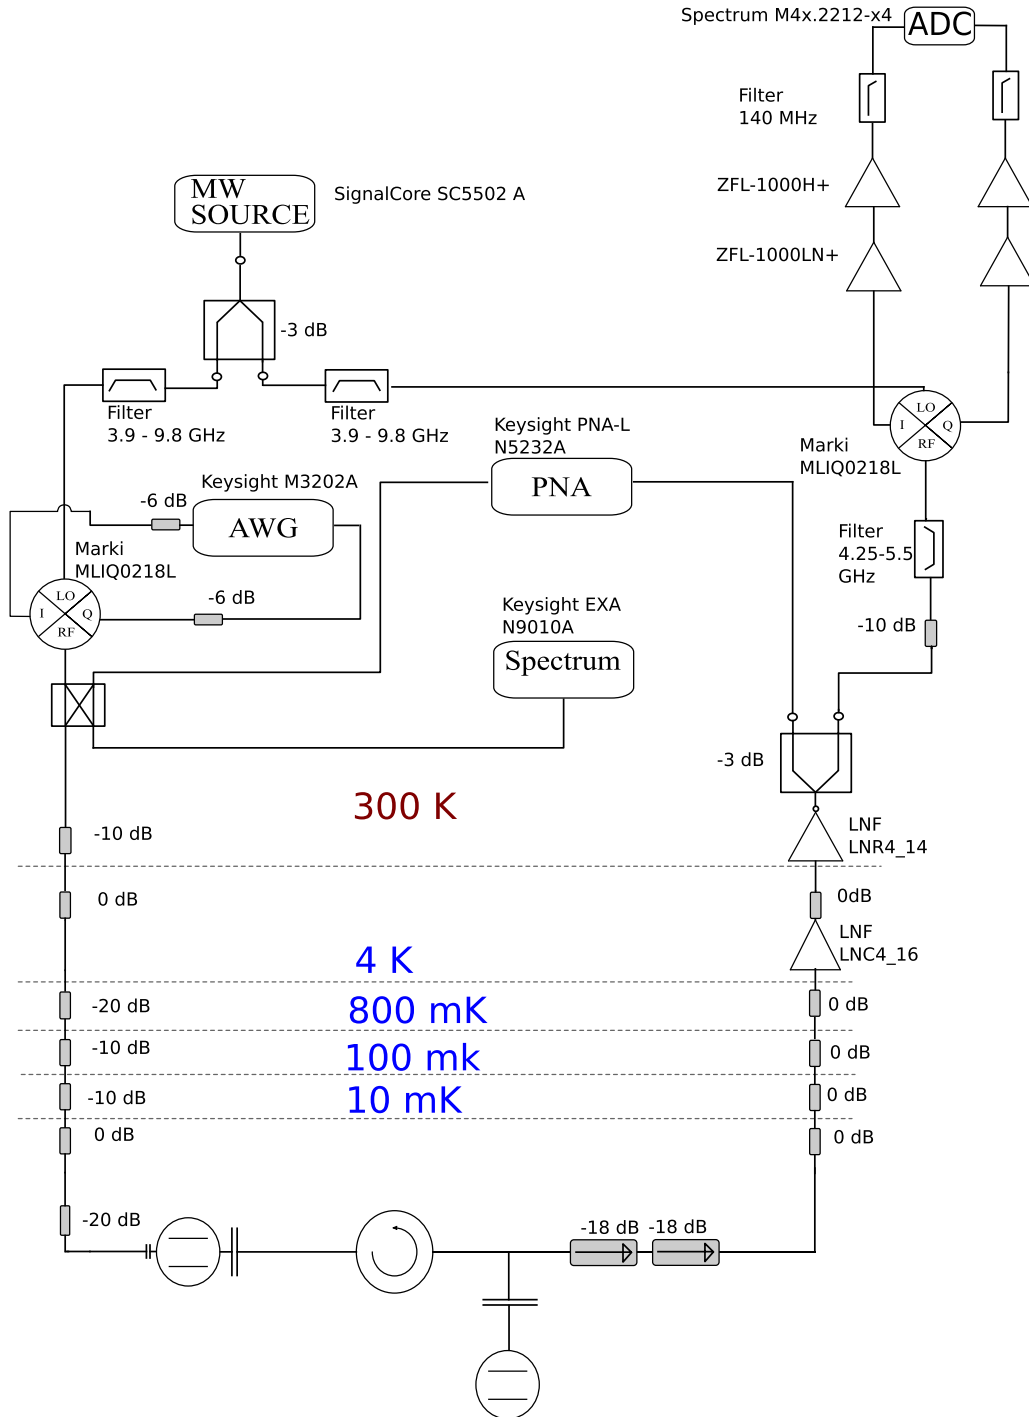 Spectrum M4x.2212-x4
ADC
Filter
140 MHz
ZFL-1000H+
ZFL-1000LN+
MW
SOURCE
SignalCore SC5502 A
-3 dB
Filter
3.9 - 9.8 GHz
Filter
3.9 - 9.8 GHz
LO
I
Q
RF
Marki
MLIQ0218L
Keysight PNA-L
N5232A
PNA
Keysight M3202A
AWG
-6 dB
-6 dB
Marki
MLIQ0218L
LO
I
Q
RF
Filter
4.25-5.5
GHz
-10 dB
Keysight EXA
N9010A
Spectrum
-3 dB
300 K
-10 dB
LNF
LNR4_14
0 dB
0dB
LNF
LNC4_16
4 K
-20 dB
800 mK
0 dB
-10 dB
100 mk
0 dB
-10 dB
10 mK
0 dB
0 dB
0 dB
-20 dB
-18 dB
-18 dB